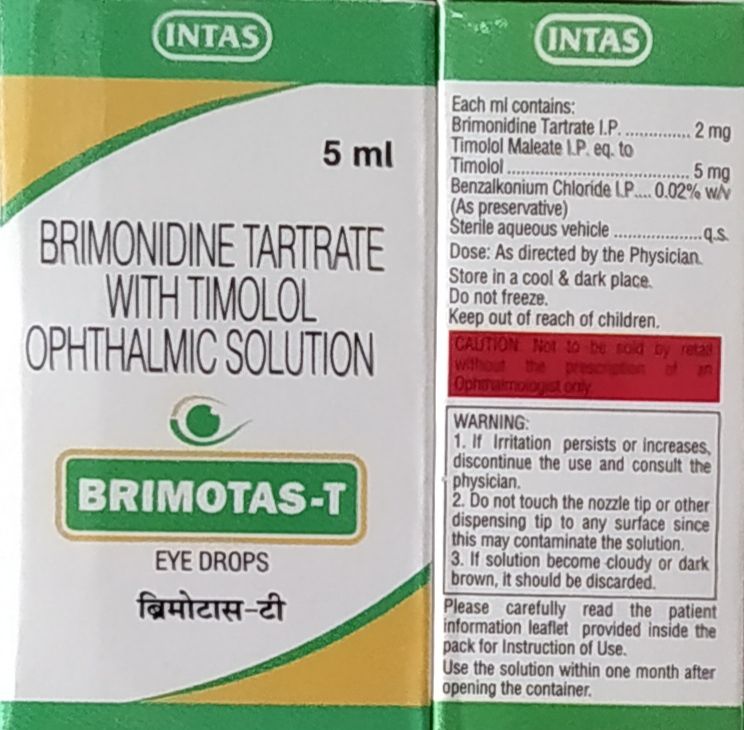 INTAS
5 ml
BRIMONIDINE TARTRATE
WITH TIMOLOL
OPHTHALMIC SOLUTION
BRIMOTAS-T
EYE DROPS
ब्रिमोटास-टी
INTAS
Each ml contains:
Brimonidine Tartrate I.P. .............. 2 mg
Timolol Maleate I.P. eq. to
Timolol ...................................... 5 mg
Benzalkonium Chloride I.P.... 0.02% w/v
(As preservative)
Sterile aqueous vehicle ...................q.s.
Dose: As directed by the Physician.
Store in a cool & dark place.
Do not freeze.
Keep out of reach of children.
CAUTION: Not to be sold by retail
without the prescription of an
Ophthalmologist only.
WARNING:
1. If Irritation persists or increases,
discontinue the use and consult the
physician.
2. Do not touch the nozzle tip or other
dispensing tip to any surface since
this may contaminate the solution.
3. If solution become cloudy or dark
brown, it should be discarded.
Please carefully read the patient
information leaflet provided inside the
pack for Instruction of Use.
Use the solution within one month after
opening the container.